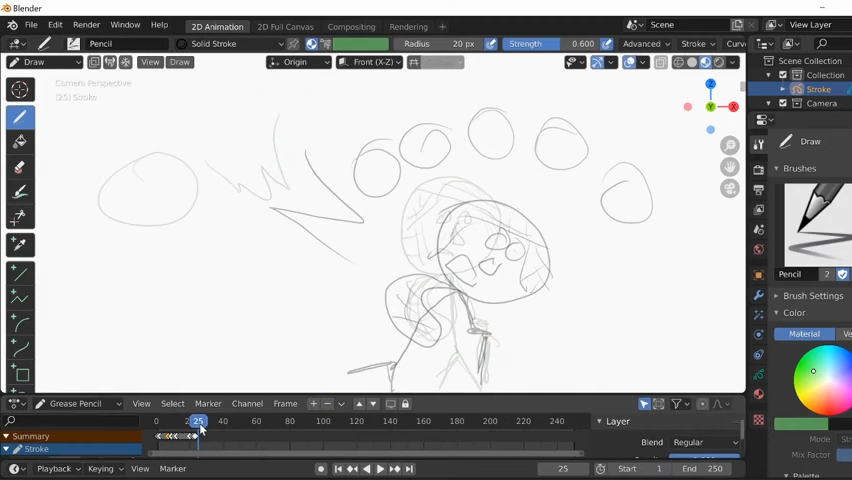 Blender
File Edit Render Window Help 2D Animation 2D Full Canvas Compositing Rendering Scene View Layer
Pencil Solid Stroke Radius 20 px Strength 0.600 Advanced Stroke Curve
Draw View Draw Origin Front (X-Z)
Scene Collection
Collection
Stroke
Camera
Camera Perspective
(25) Stroke
X
Y
Z
Draw
Brushes
Pencil 2
Brush Settings
Color
Material
Grease Pencil View Select Marker Channel Frame
0 25 40 60 80 100 120 140 160 180 200 220 240
Layer
Summary
Blend Regular
Stroke
Mode
Mix Factor
Palette
Playback Keying View Marker 25 Start 1 End 250